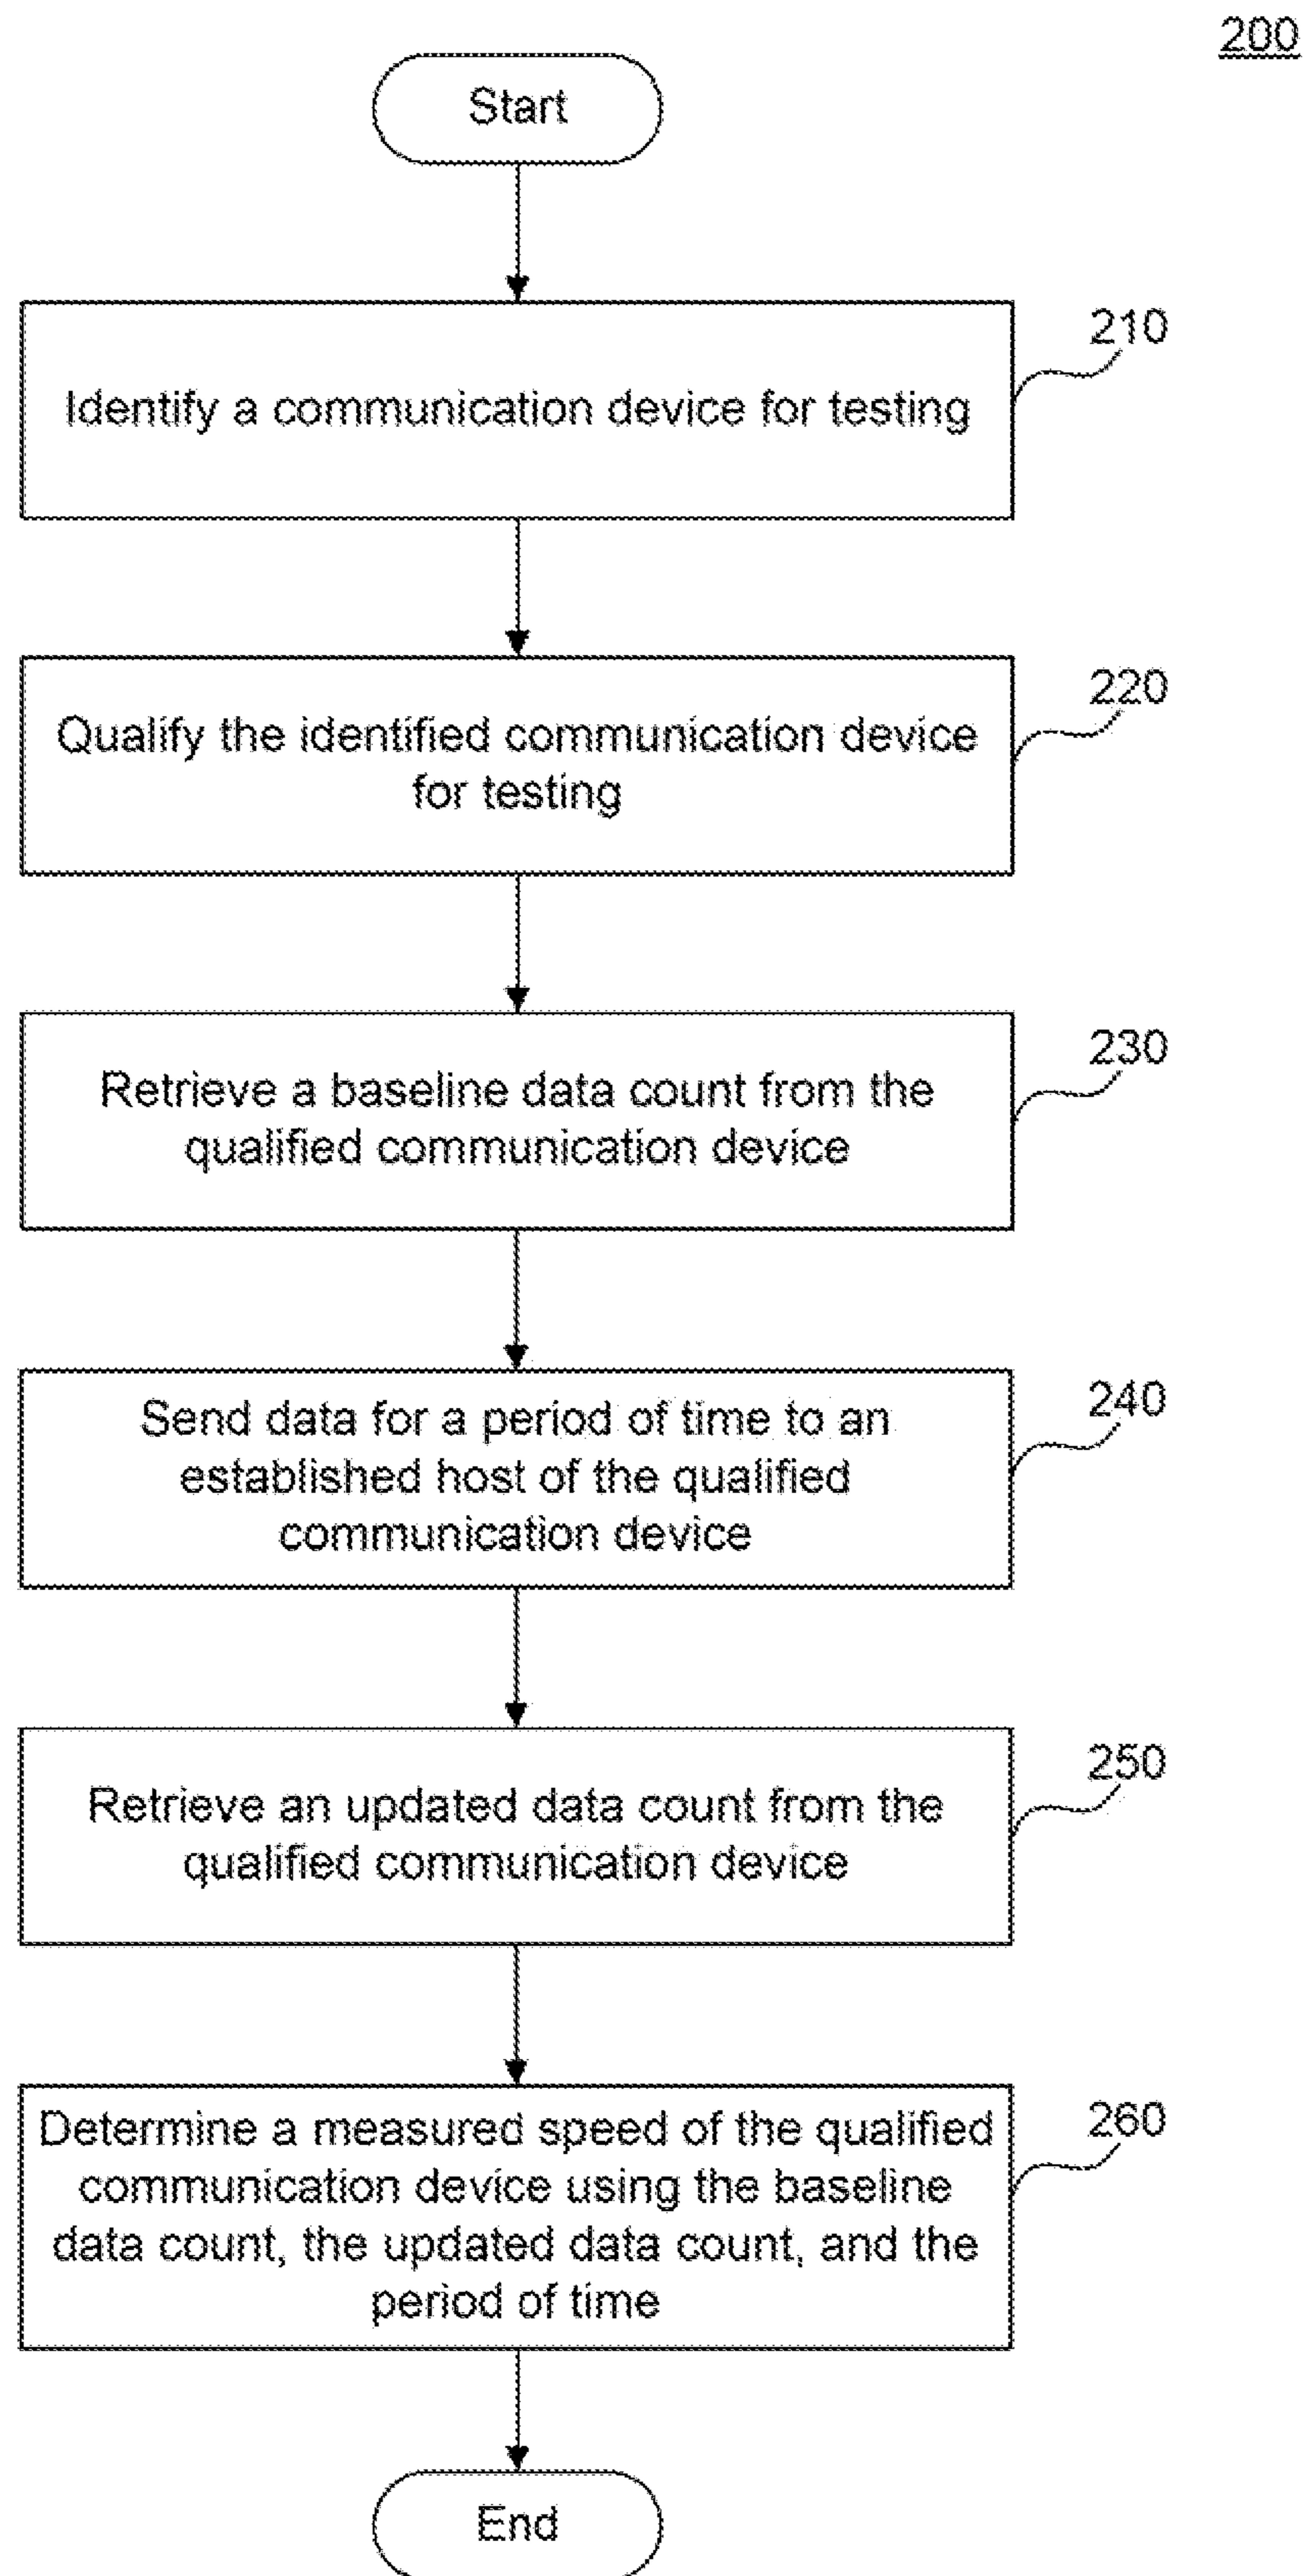 200
Start
210
Identify a communication device for testing
220
Qualify the identified communication device
for testing
230
Retrieve a baseline data count from the
qualified communication device
240
Send data for a period of time to an
established host of the qualified
communication device
250
Retrieve an updated data count from the
qualified communication device
260
Determine a measured speed of the qualified
communication device using the baseline
data count, the updated data count, and the
period of time
End